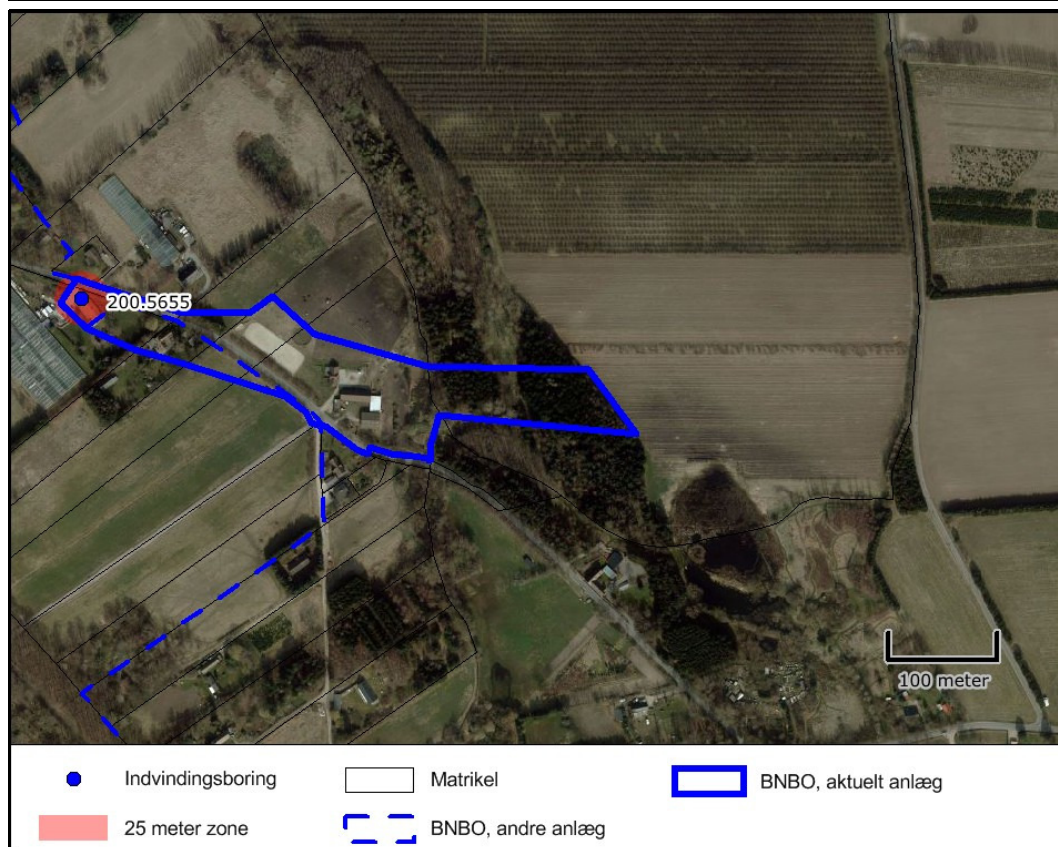 200.5655
100 meter
Indvindingsboring
Matrikel
BNBO, aktuelt anlæg
25 meter zone
BNBO, andre anlæg